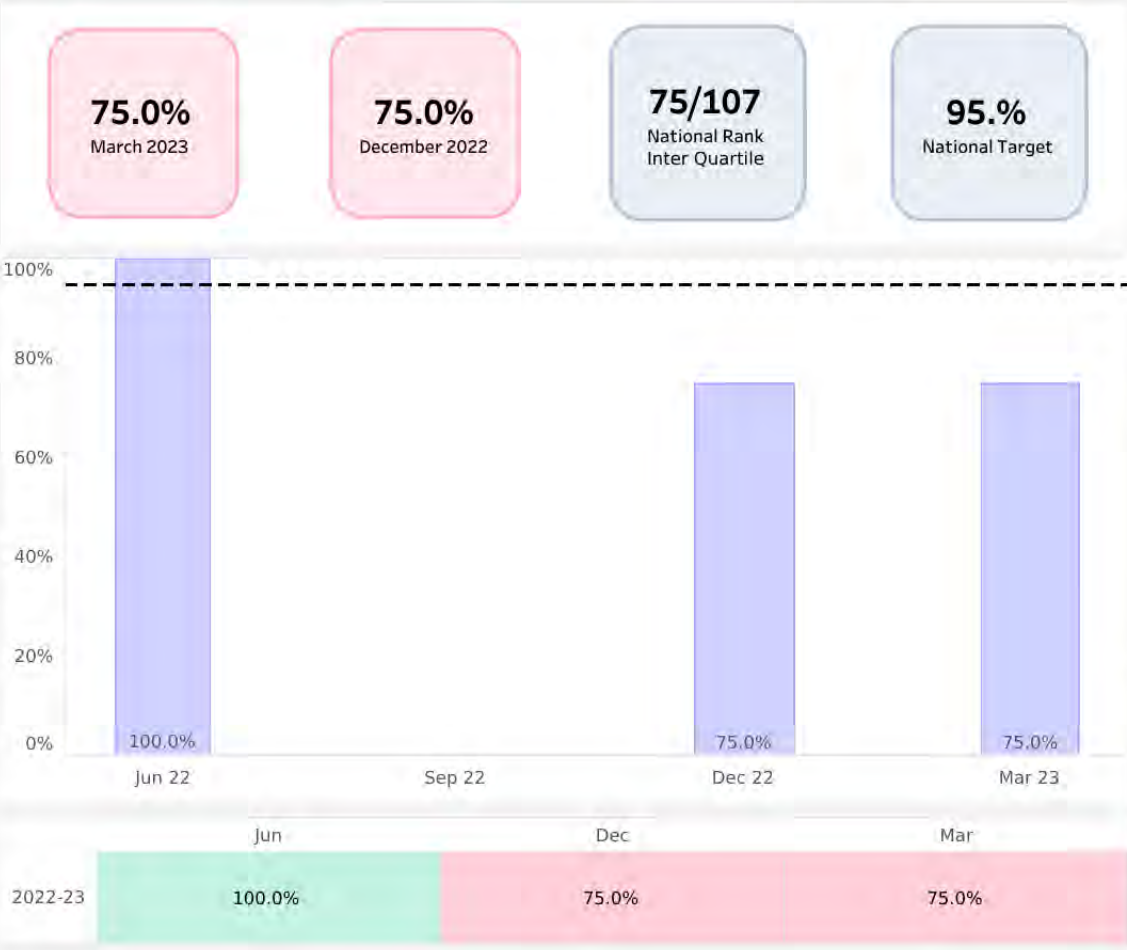 75.0%
March 2023
75.0%
December 2022
75/107
National Rank
Inter Quartile
95.%
National Target
100%
80%
60%
40%
20%
0%
100.0%
75.0%
75.0%
Jun 22
Sep 22
Dec 22
Mar 23
Jun
Dec
Mar
2022-23
100.0%
75.0%
75.0%